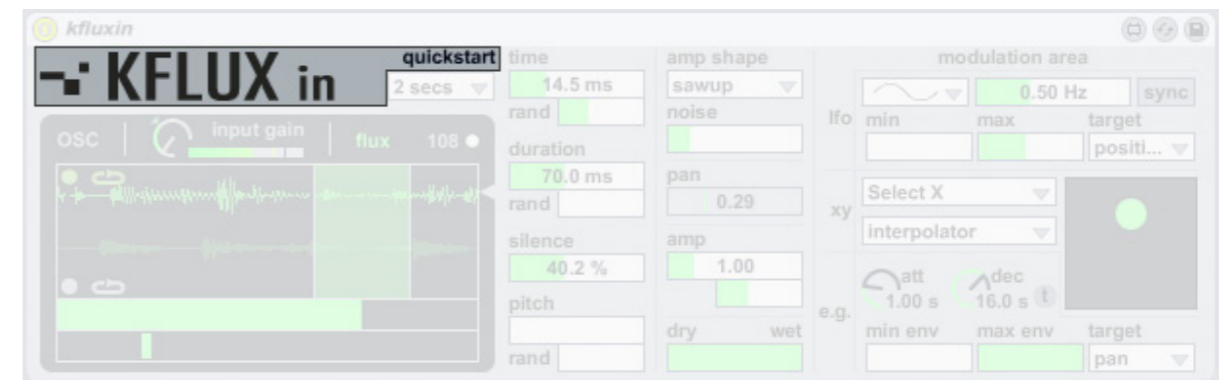 kfluxin
KFLUX in
quickstart
2 secs
OSC
input gain
flux
108
time
14.5 ms
rand
duration
70.0 ms
rand
silence
40.2 %
pitch
rand
amp shape
sawup
noise
pan
0.29
amp
1.00
dry wet
modulation area
lfo
0.50 Hz
sync
min max target
positi...
xy
Select X
interpolator
e.g.
att
1.00 s
dec
16.0 s
t
min env max env target
pan